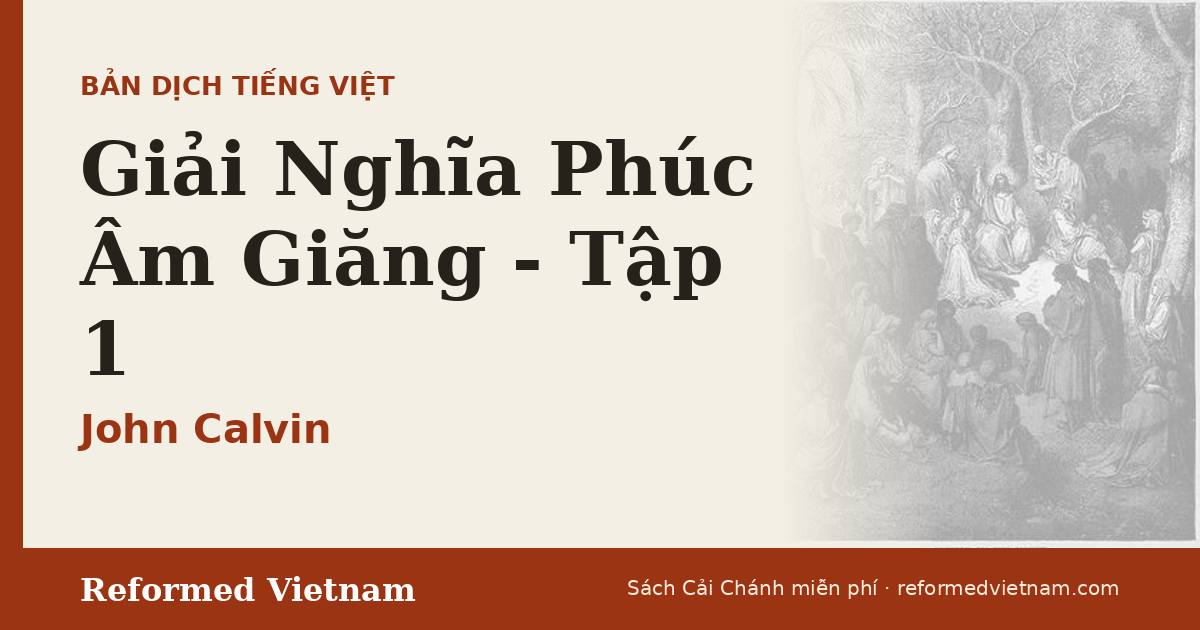 BẢN DỊCH TIẾNG VIỆT
Giải Nghĩa Phúc
Âm Giăng - Tập
1
John Calvin
Reformed Vietnam
Sách Cải Chánh miễn phí · reformedvietnam.com